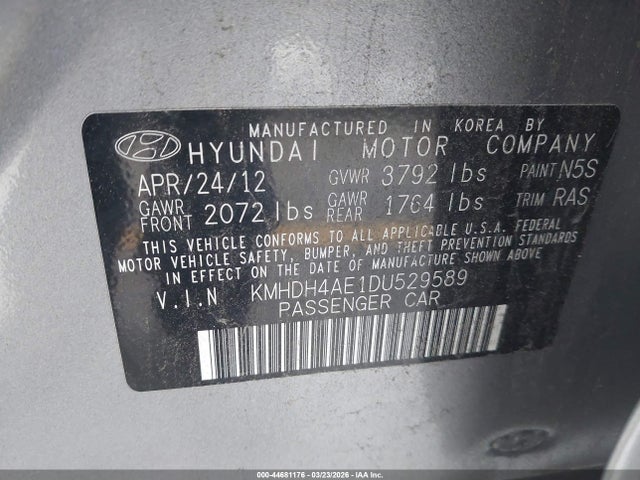 MANUFACTURED IN KOREA BY
HYUNDAI MOTOR COMPANY
APR/24/12 GVWR 3792 lbs PAINT N5S
GAWR FRONT 2072 lbs GAWR REAR 1764 lbs TRIM RAS
THIS VEHICLE CONFORMS TO ALL APPLICABLE U.S.A. FEDERAL
MOTOR VEHICLE SAFETY, BUMPER, AND THEFT PREVENTION STANDARDS
IN EFFECT ON THE DATE OF MANUFACTURE SHOWN ABOVE.
V.I.N KMHDH4AE1DU529589
PASSENGER CAR
000-44681176 | 03/23/2026 - IAAI CAR